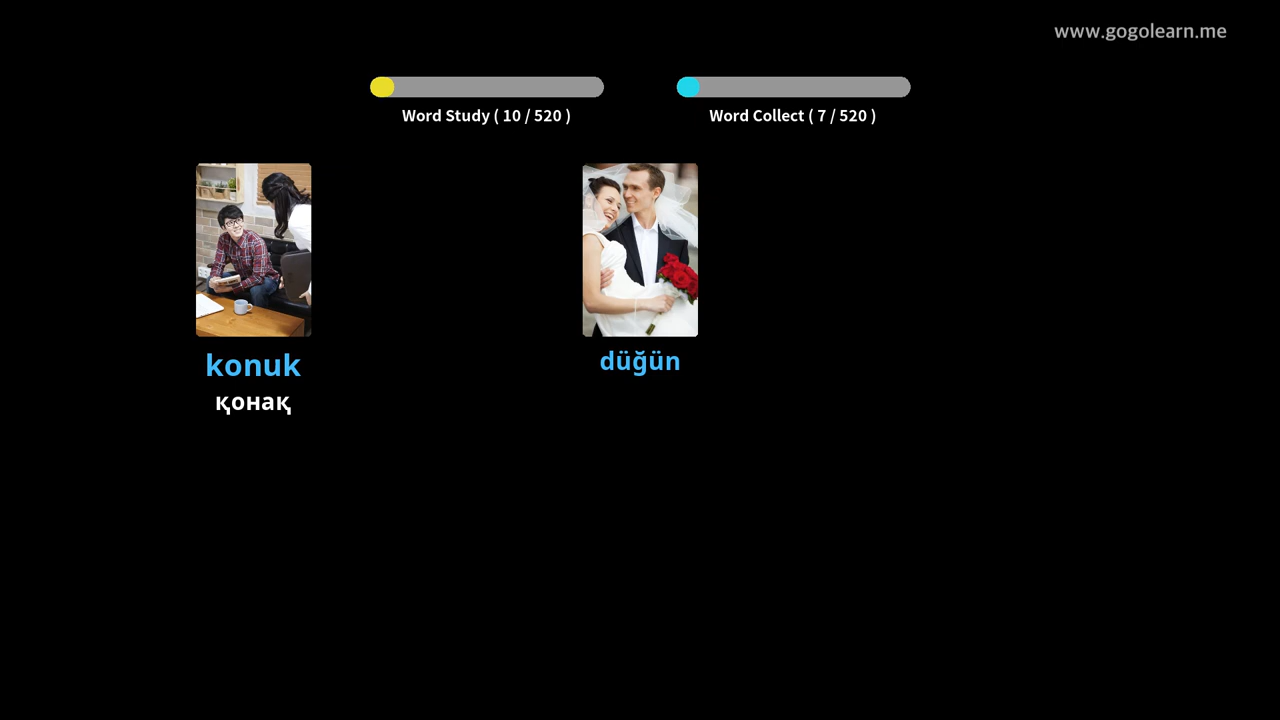 www.gogolearn.me
Word Study ( 10 / 520 )
Word Collect ( 7 / 520 )
konuk
қонақ
düğün